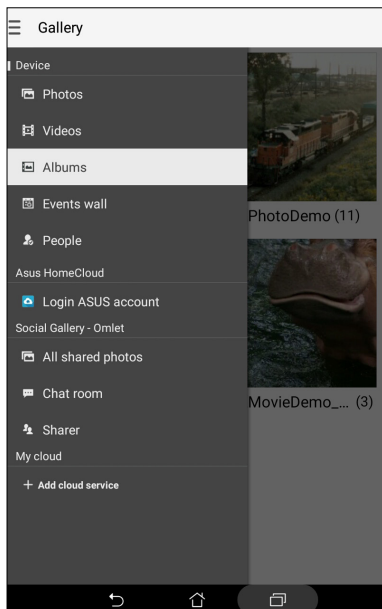 Gallery
Device
Photos
Videos
Albums
Events wall
People
Asus HomeCloud
Login ASUS account
Social Gallery - Omlet
All shared photos
Chat room
Sharer
My cloud
+ Add cloud service
PhotoDemo (11)
MovieDemo_... (3)